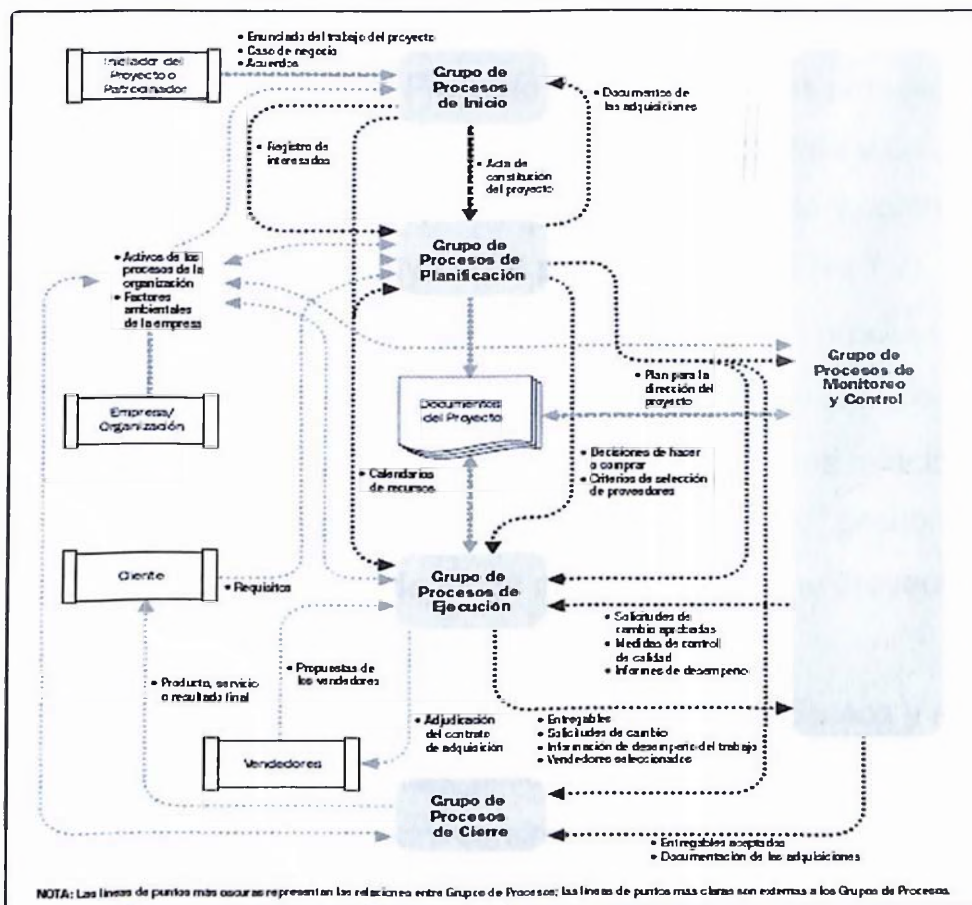 • Enunciado del trabajo del proyecto
• Caso de negocio
• Acuerdos
Iniciador del
Proyecto o
Patrocinador
Grupo de
Procesos
de Inicio
• Documentos de
las adquisiciones
• Registro de
interesados
• Acta de
constitución
del proyecto
Grupo de
Procesos de
Planificación
• Activos de los
procesos de la
organización
• Factores
ambientales
de la empresa
Grupo de
Procesos de
Monitoreo
y Control
• Plan para la
dirección del
proyecto
Empresa/
Organización
Documentos
del Proyecto
• Calendarios
de recursos
• Decisiones de hacer
o comprar
• Criterios de selección
de proveedores
Cliente
• Requisitos
Grupo de
Procesos de
Ejecución
• Solicitudes de
cambio aprobadas
• Medidas de control
de calidad
• Informes de desempeño
• Producto, servicio
o resultado final
• Propuestas de
los vendedores
• Adjudicación
del contrato
de adquisición
• Entregables
• Solicitudes de cambio
• Información de desempeño del trabajo
• Vendedores seleccionados
Vendedores
Grupo de
Procesos
de Cierre
• Entregables aceptados
• Documentación de las adquisiciones
NOTA: Las líneas de puntos más oscuras representan las relaciones entre Grupos de Procesos; las líneas de puntos más claras son externas a los Grupos de Procesos.